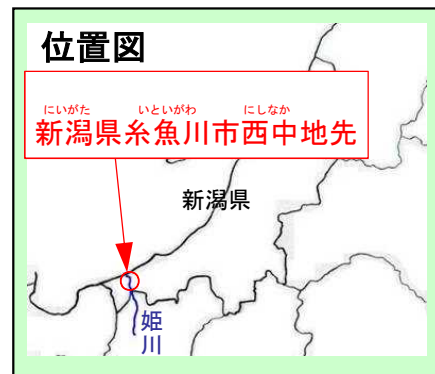 位置図
にいがた いといがわ にしなか
新潟県糸魚川市西中地先
新潟県
姫川